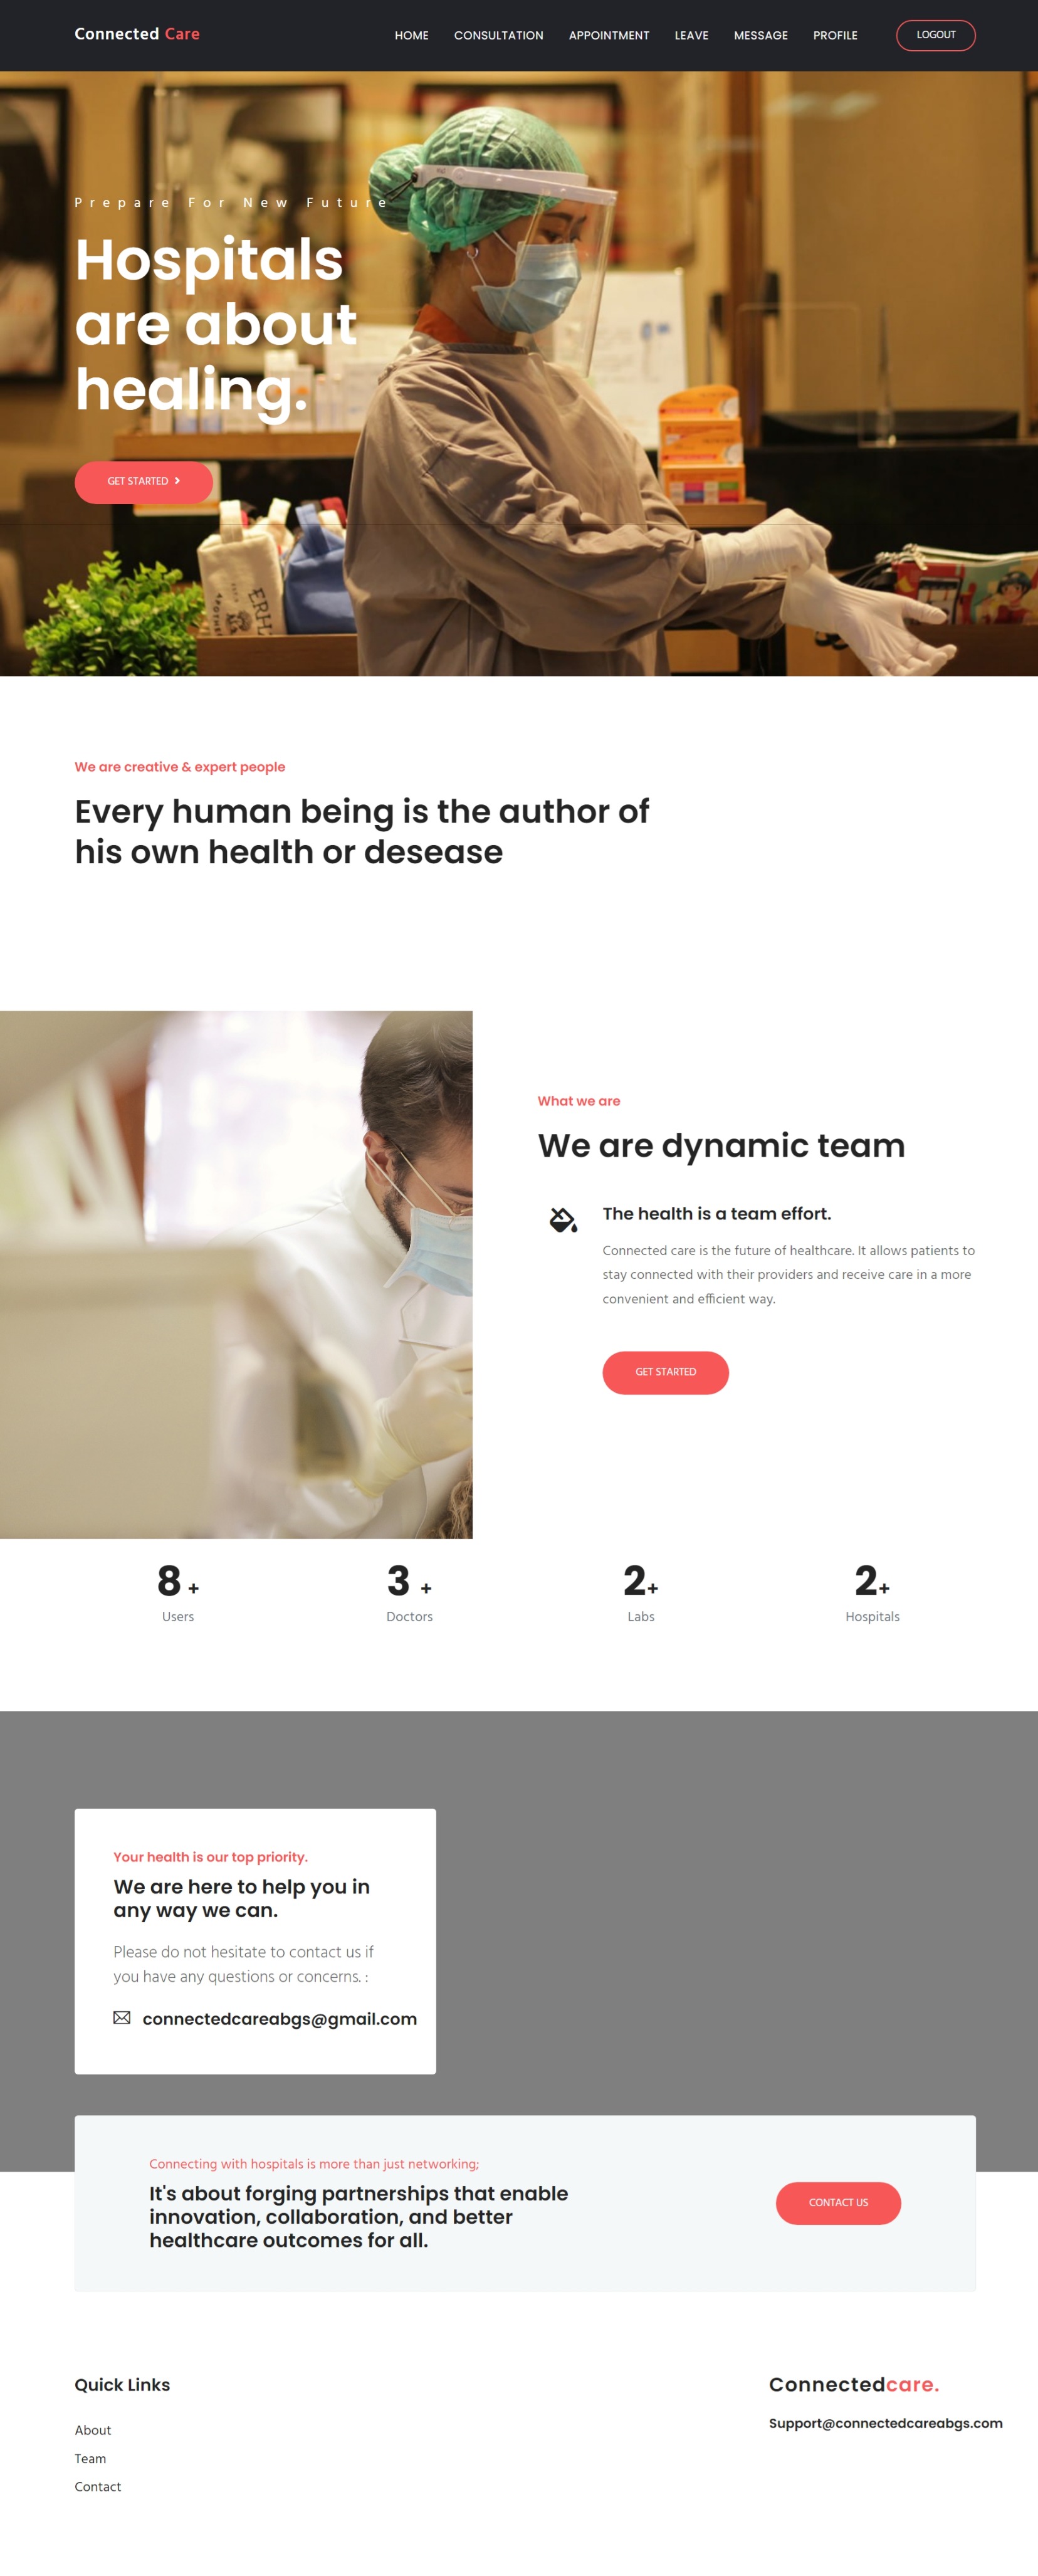 Connected Care
HOME CONSULTATION APPOINTMENT LEAVE MESSAGE PROFILE LOGOUT
Prepare For New Future
Hospitals
are about
healing.
GET STARTED
We are creative & expert people
Every human being is the author of
his own health or desease
What we are
We are dynamic team
The health is a team effort.
Connected care is the future of healthcare. It allows patients to
stay connected with their providers and receive care in a more
convenient and efficient way.
GET STARTED
8 + 3 + 2+ 2+
Users Doctors Labs Hospitals
Your health is our top priority.
We are here to help you in
any way we can.
Please do not hesitate to contact us if
you have any questions or concerns. :
connectedcareabgs@gmail.com
Connecting with hospitals is more than just networking;
It's about forging partnerships that enable
innovation, collaboration, and better
healthcare outcomes for all.
CONTACT US
Quick Links
About
Team
Contact
Connectedcare.
Support@connectedcareabgs.com